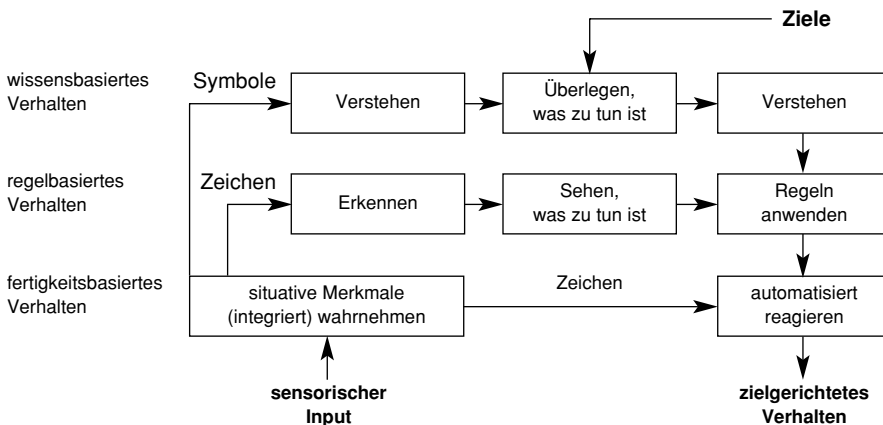 Ziele
wissensbasiertes
Verhalten
Symbole
Verstehen
Überlegen,
was zu tun ist
Verstehen
regelbasiertes
Verhalten
Zeichen
Erkennen
Sehen,
was zu tun ist
Regeln
anwenden
fertigkeitsbasiertes
Verhalten
situative Merkmale
(integriert) wahrnehmen
Zeichen
automatisiert
reagieren
sensorischer
Input
zielgerichtetes
Verhalten